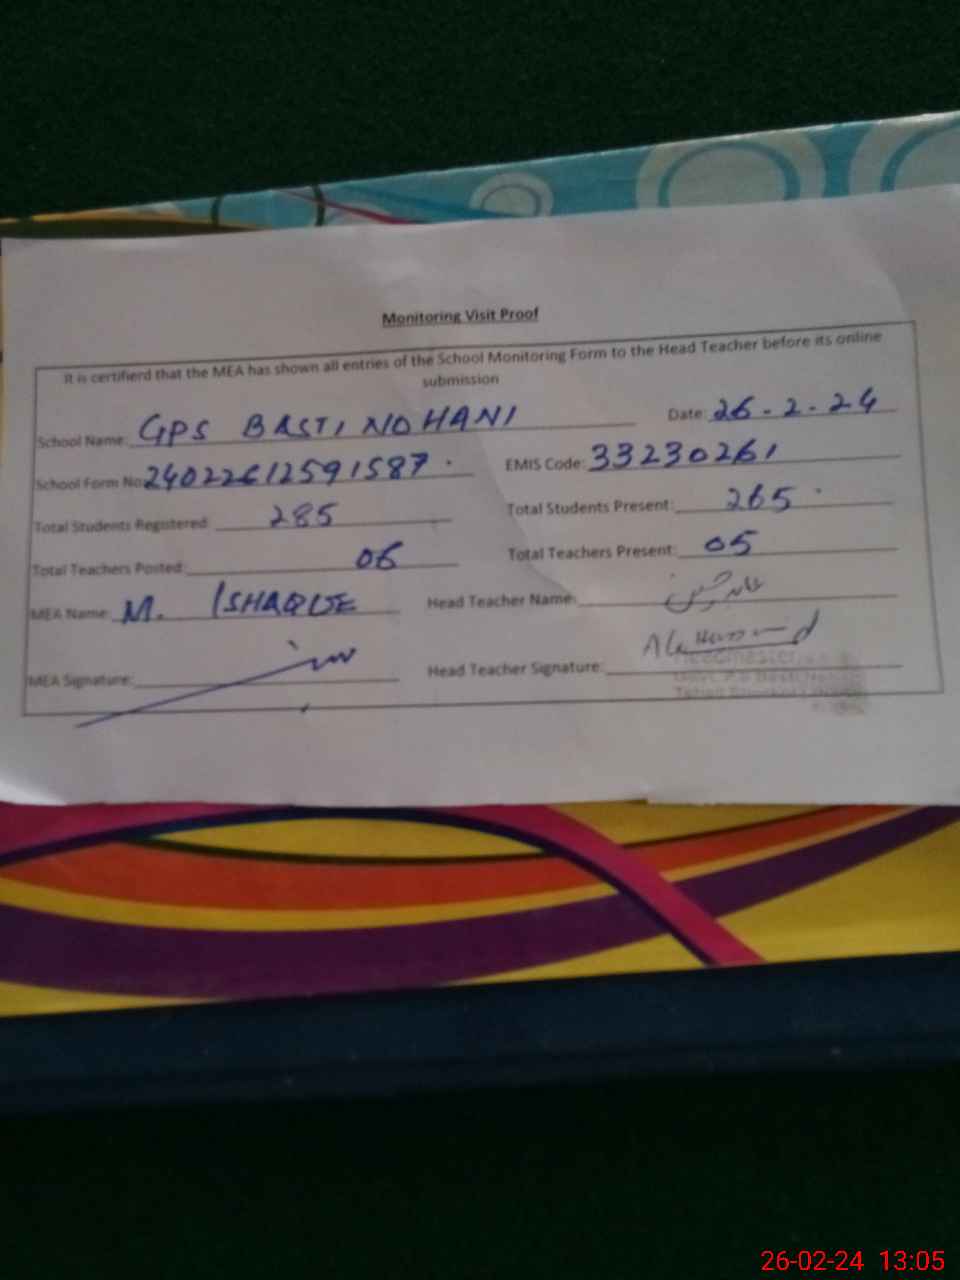 Monitoring Visit Proof
It is certifierd that the MEA has shown all entries of the School Monitoring Form to the Head Teacher before its online
submission
School Name: GPS BASTI NOHANI Date: 26-2-24
School Form No: 24022612591587 EMIS Code: 33230261
Total Students Registered: 285 Total Students Present: 265
Total Teachers Posted: 06 Total Teachers Present: 05
MEA Name: M. ISHAQUE Head Teacher Name:
MEA Signature: Head Teacher Signature:
Headmaster
26-02-24 13:05